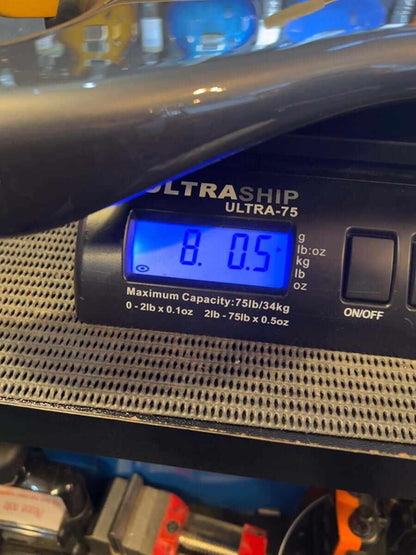 ULTRASHIP
ULTRA-75
8. 0.5
g
lb:oz
kg
lb
oz
Maximum Capacity:75lb/34kg
0 - 2lb x 0.1oz 2lb - 75lb x 0.5oz
ON/OFF